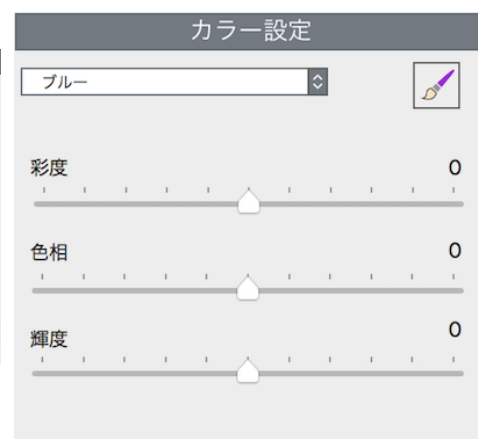 カラー設定
ブルー
彩度 0
色相 0
輝度 0